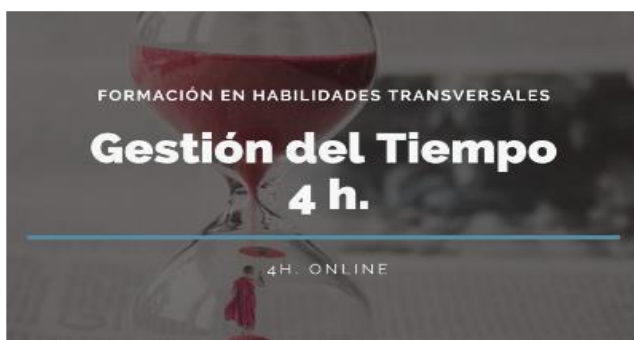 FORMACIÓN EN HABILIDADES TRANSVERSALES
Gestión del Tiempo
4 h.
4H. ONLINE